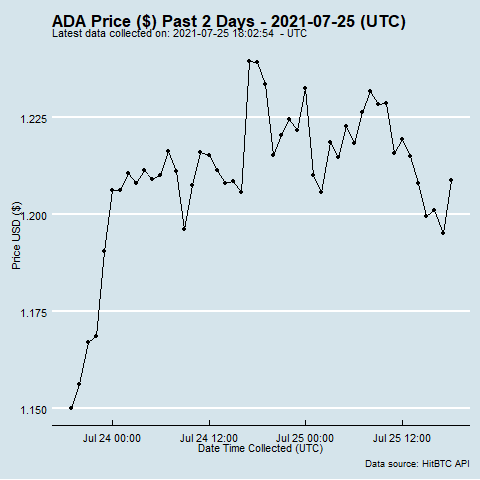 ADA Price ($) Past 2 Days - 2021-07-25 (UTC)
Latest data collected on: 2021-07-25 18:02:54 - UTC
1.225
1.200
1.175
1.150
Price USD ($)
Jul 24 00:00 Jul 24 12:00 Jul 25 00:00 Jul 25 12:00
Date Time Collected (UTC)
Data source: HitBTC API